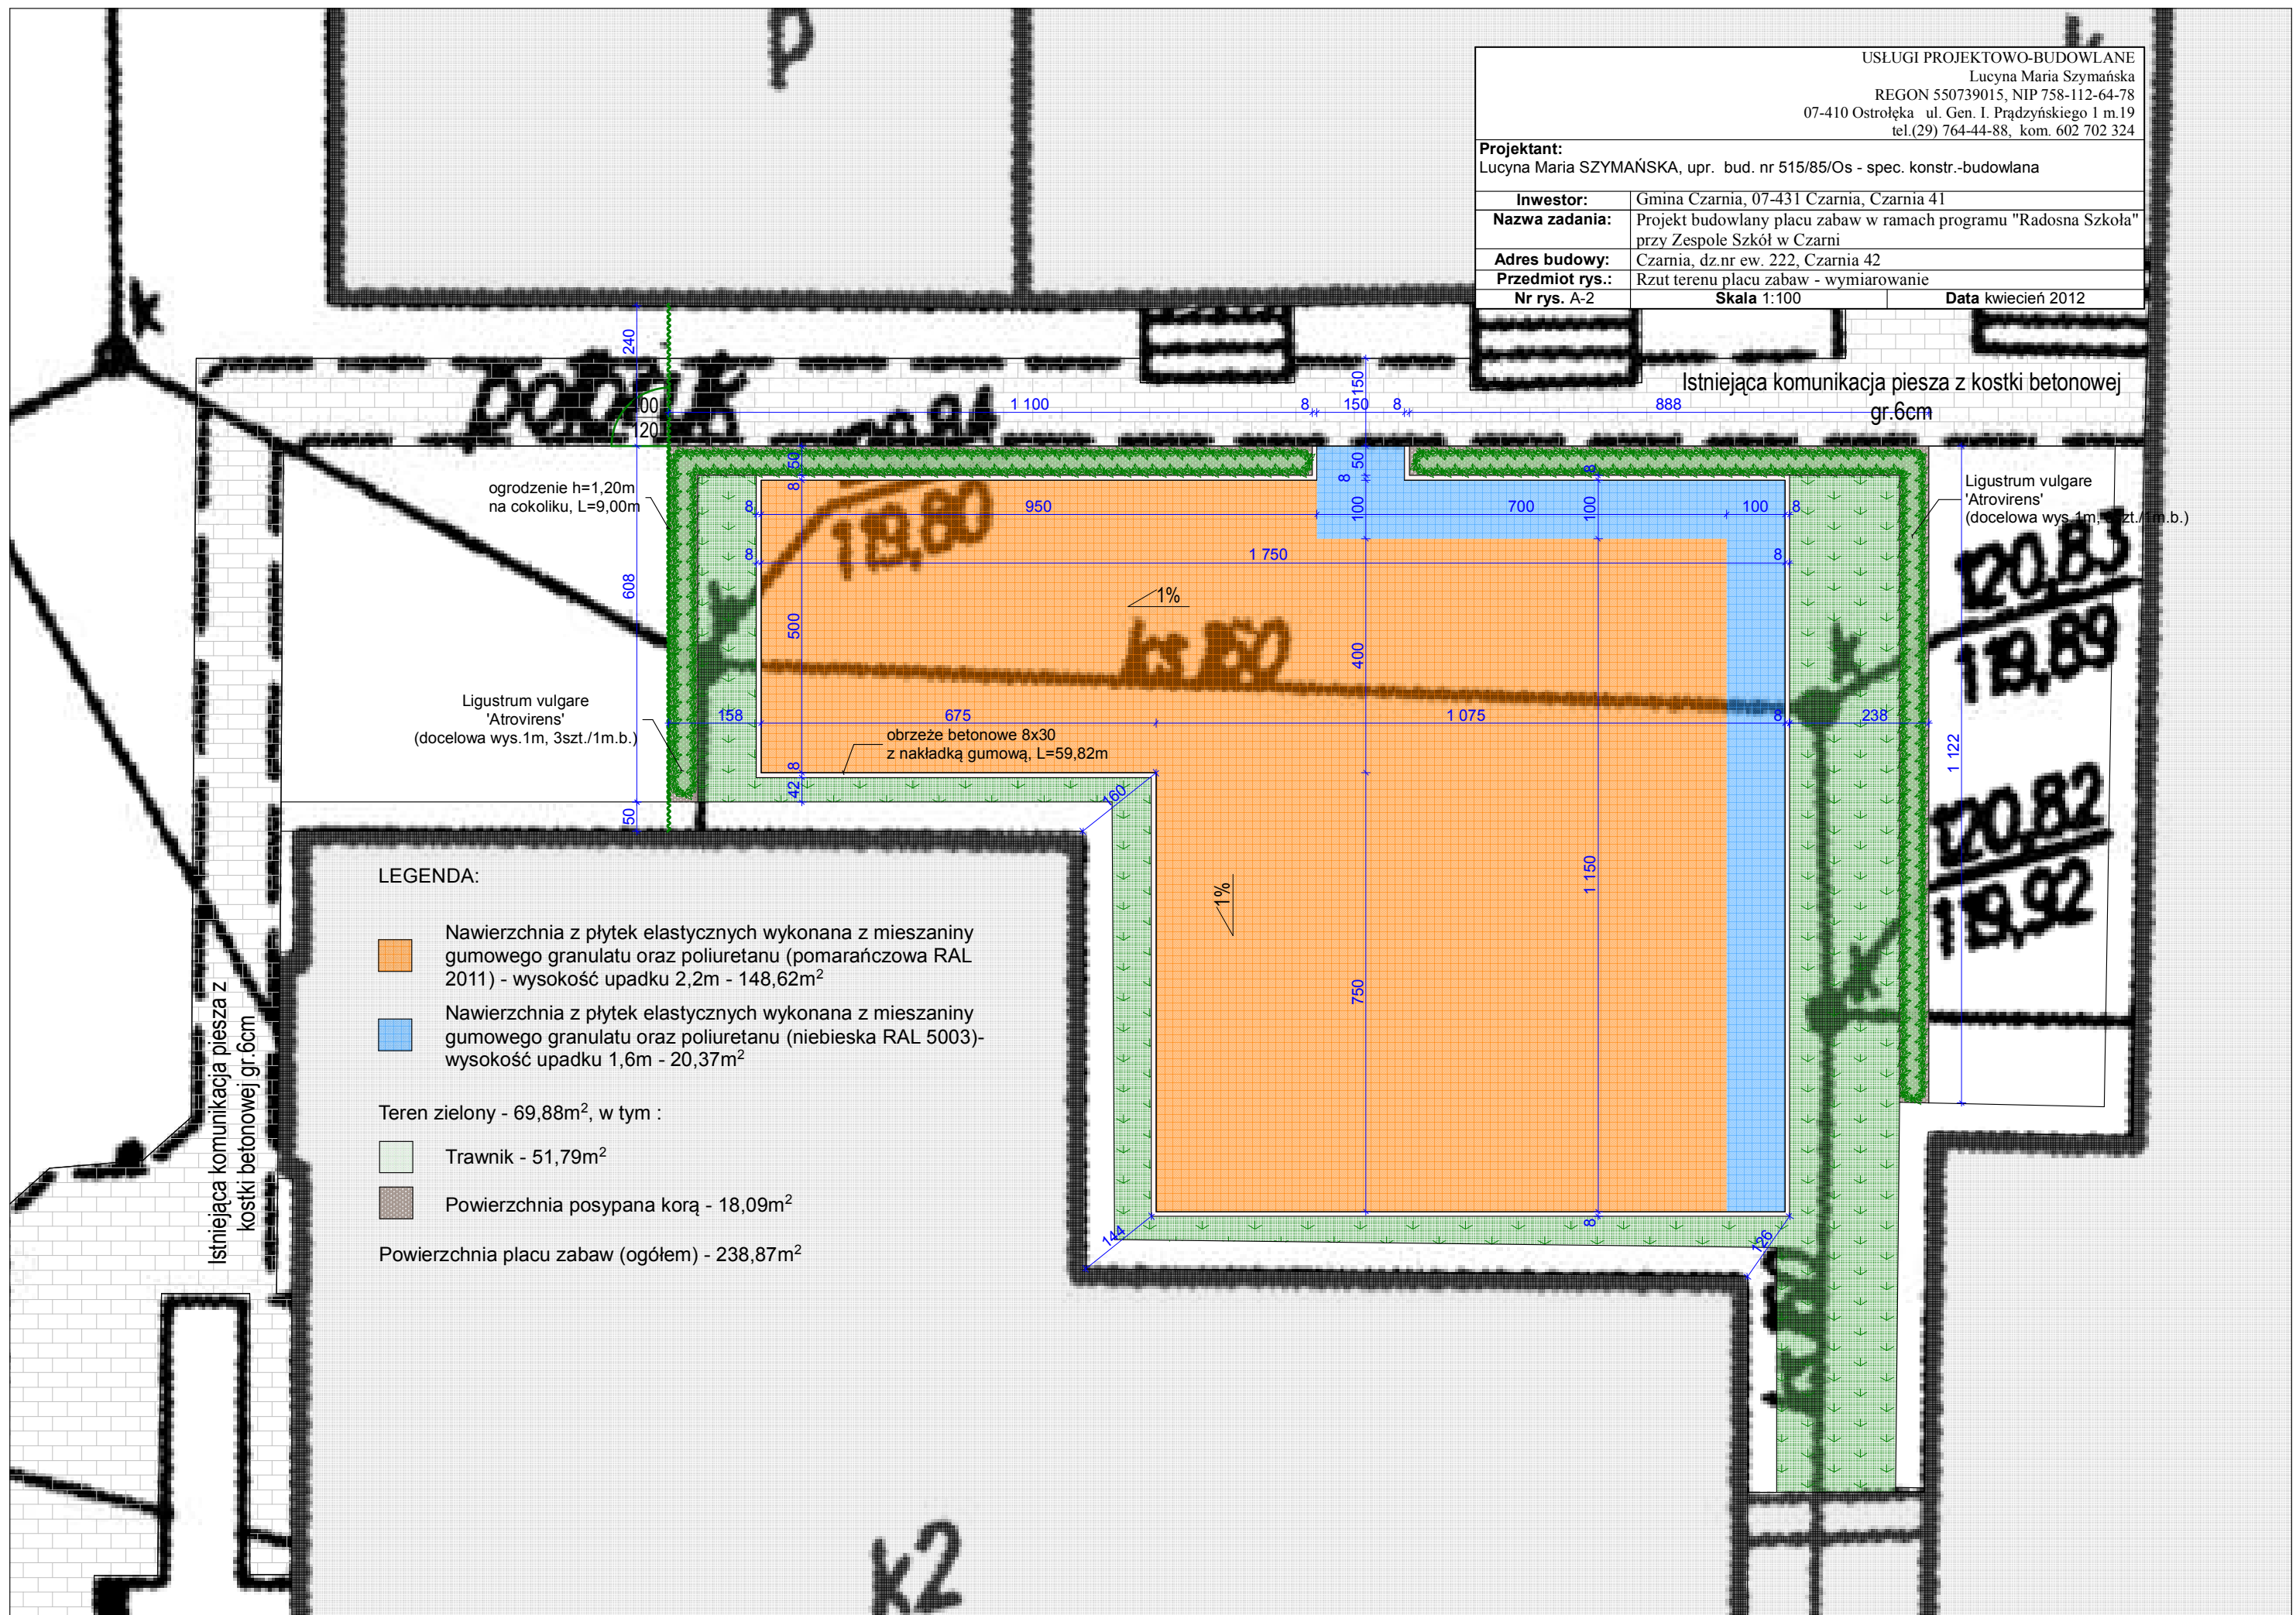 USŁUGI PROJEKTOWO-BUDOWLANE
Lucyna Maria Szymańska
REGON 550739015, NIP 758-112-64-78
07-410 Ostrołęka ul. Gen. I. Prądzyńskiego 1 m.19
tel.(29) 764-44-88, kom. 602 702 324
Projektant:
Lucyna Maria SZYMAŃSKA, upr. bud. nr 515/85/Os - spec. konstr.-budowlana
Inwestor: Gmina Czarnia, 07-431 Czarnia, Czarnia 41
Nazwa zadania: Projekt budowlany placu zabaw w ramach programu "Radosna Szkoła"
przy Zespole Szkół w Czarni
Adres budowy: Czarnia, dz.nr ew. 222, Czarnia 42
Przedmiot rys.: Rzut terenu placu zabaw - wymiarowanie
Nr rys. A-2 Skala 1:100 Data kwiecień 2012
p
k
240
150
Istniejąca komunikacja piesza z kostki betonowej
gr.6cm
1 100 8 150 8 888
120
50 8
50 8
8
ogrodzenie h=1,20m
na cokoliku, L=9,00m
Ligustrum vulgare
'Atrovirens'
(docelowa wys.1m, 3szt./1m.b.)
8 950 100 700 100 100 8
119,80
8 1 750 8
608
500
1%
ks 150
400
k
120,83
119,89
Ligustrum vulgare
'Atrovirens'
(docelowa wys.1m, 3szt./1m.b.)
158 675 1 075 8 238
obrzeże betonowe 8x30
z nakładką gumową, L=59,82m
1 122
42 8
50
160
120,82
119,92
k
1 150
1%
750
LEGENDA:
Nawierzchnia z płytek elastycznych wykonana z mieszaniny
gumowego granulatu oraz poliuretanu (pomarańczowa RAL
2011) - wysokość upadku 2,2m - 148,62m²
Nawierzchnia z płytek elastycznych wykonana z mieszaniny
gumowego granulatu oraz poliuretanu (niebieska RAL 5003)-
wysokość upadku 1,6m - 20,37m²
Teren zielony - 69,88m², w tym :
Trawnik - 51,79m²
Powierzchnia posypana korą - 18,09m²
Powierzchnia placu zabaw (ogółem) - 238,87m²
Istniejąca komunikacja piesza z
kostki betonowej gr.6cm
144
8
126
k2